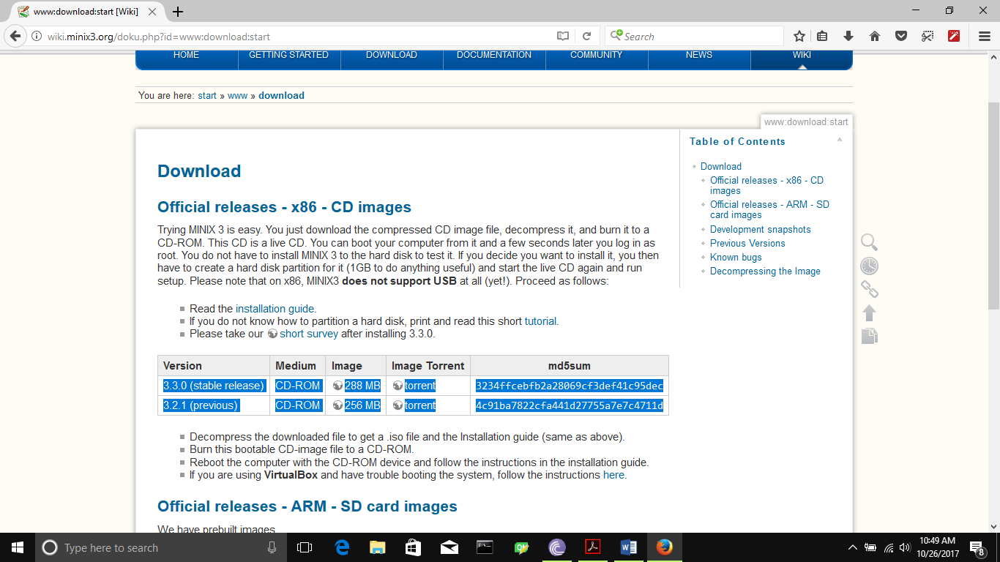 www:download:start [Wiki]
wiki.minix3.org/doku.php?id=www:download:start
Search
HOME GETTING STARTED DOWNLOAD DOCUMENTATION COMMUNITY NEWS WIKI
You are here: start » www » download
www:download:start
Table of Contents
Download
Official releases - x86 - CD
images
Official releases - ARM - SD
card images
Development snapshots
Previous Versions
Known bugs
Decompressing the Image
Download
Official releases - x86 - CD images
Trying MINIX 3 is easy. You just download the compressed CD image file, decompress it, and burn it to a
CD-ROM. This CD is a live CD. You can boot your computer from it and a few seconds later you log in as
root. You do not have to install MINIX 3 to the hard disk to test it. If you decide you want to install it, you then
have to create a hard disk partition for it (1GB to do anything useful) and start the live CD again and run
setup. Please note that on x86, MINIX3 does not support USB at all (yet!). Proceed as follows:
Read the installation guide.
If you do not know how to partition a hard disk, print and read this short tutorial.
Please take our short survey after installing 3.3.0.
Version Medium Image Image Torrent md5sum
3.3.0 (stable release) CD-ROM 288 MB torrent 3234ffcebfb2a28069cf3def41c95dec
3.2.1 (previous) CD-ROM 256 MB torrent 4c91ba7822cfa441d27755a7e7c4711d
Decompress the downloaded file to get a .iso file and the Installation guide (same as above).
Burn this bootable CD-image file to a CD-ROM.
Reboot the computer with the CD-ROM device and follow the instructions in the installation guide.
If you are using VirtualBox and have trouble booting the system, follow the instructions here.
Official releases - ARM - SD card images
We have prebuilt images
Type here to search
10:49 AM
10/26/2017
8